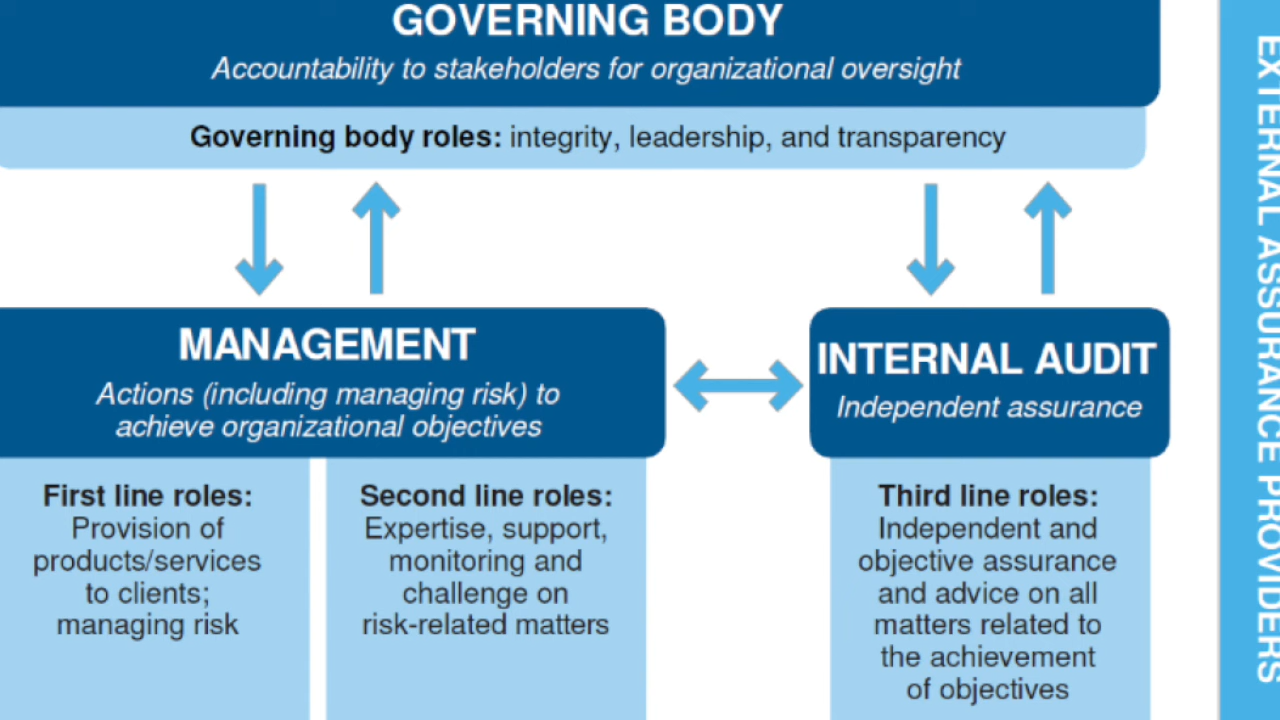 GOVERNING BODY
Accountability to stakeholders for organizational oversight
Governing body roles: integrity, leadership, and transparency
MANAGEMENT
Actions (including managing risk) to
achieve organizational objectives
INTERNAL AUDIT
Independent assurance
First line roles:
Provision of
products/services
to clients;
managing risk
Second line roles:
Expertise, support,
monitoring and
challenge on
risk-related matters
Third line roles:
Independent and
objective assurance
and advice on all
matters related to
the achievement
of objectives
EXTERNAL ASSURANCE PROVIDERS